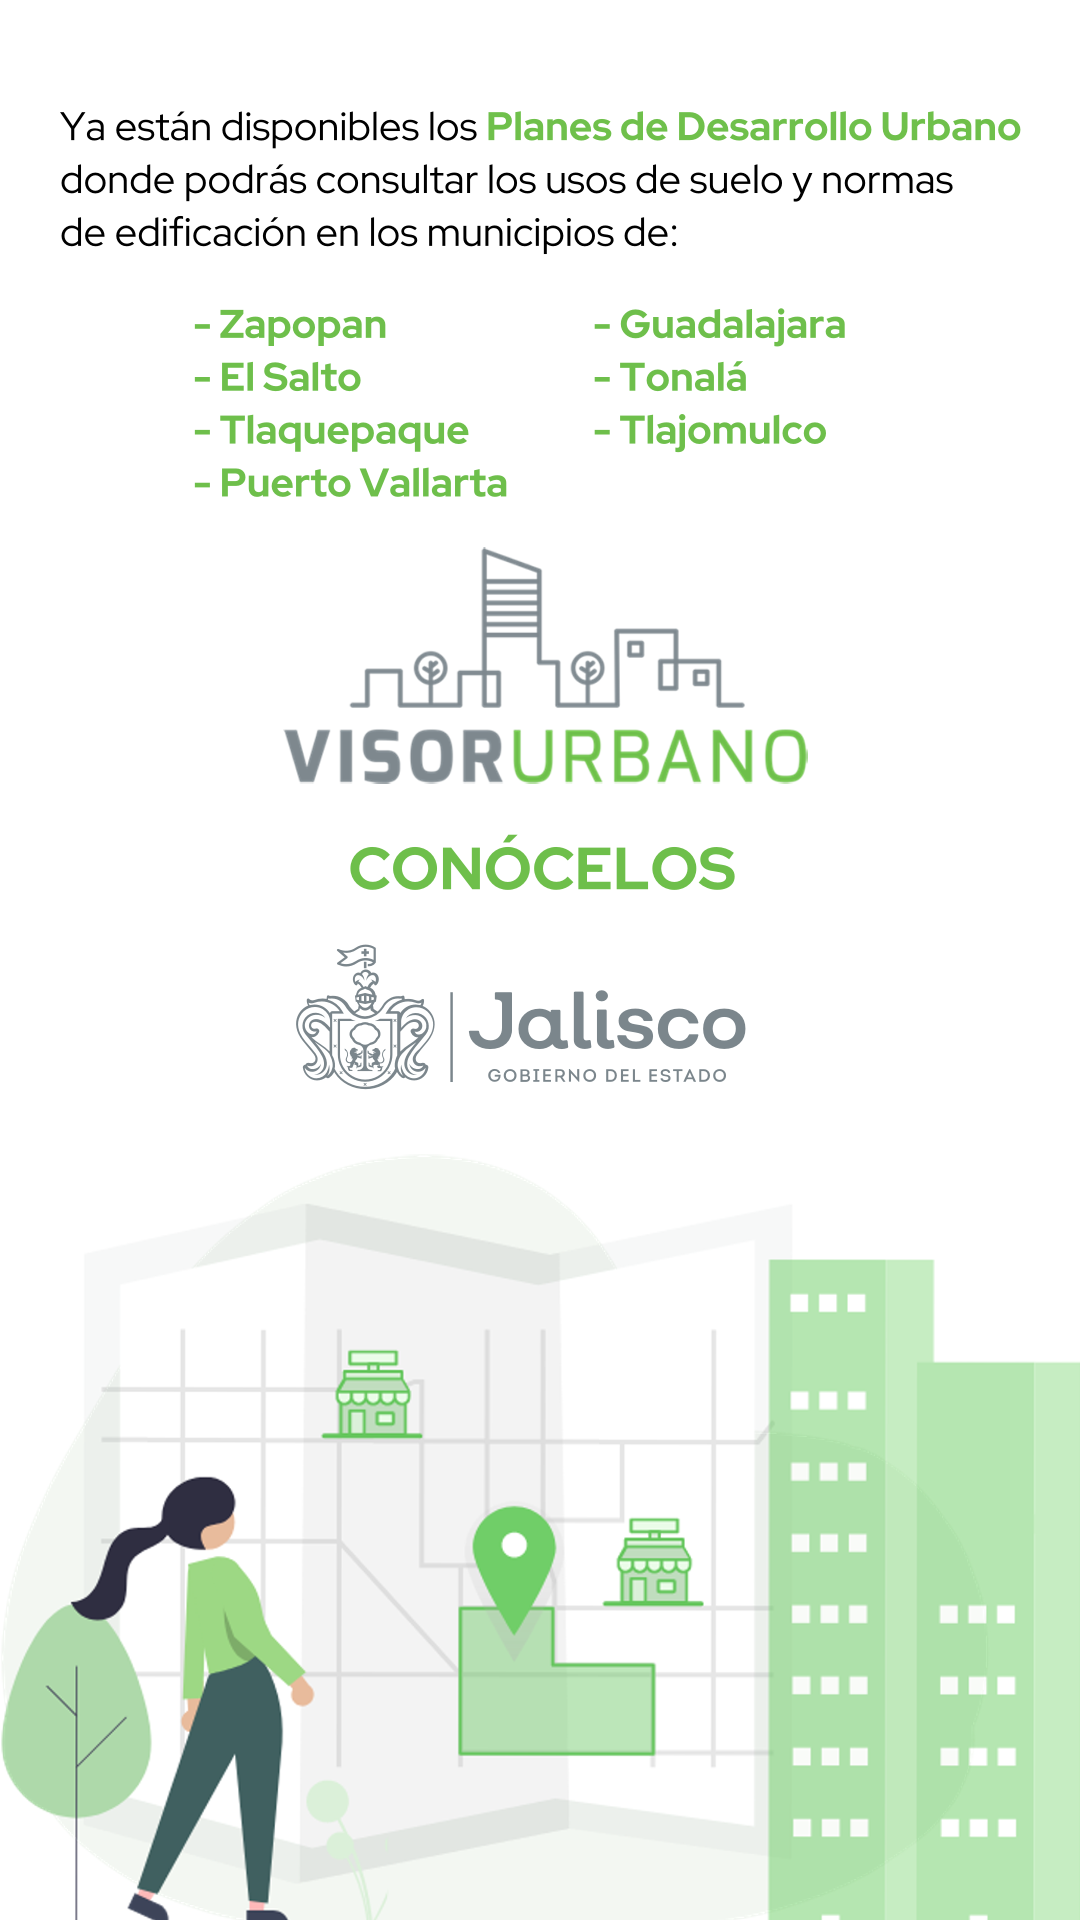 Ya están disponibles los Planes de Desarrollo Urbano
donde podrás consultar los usos de suelo y normas
de edificación en los municipios de:
- Zapopan
- El Salto
- Tlaquepaque
- Puerto Vallarta
- Guadalajara
- Tonalá
- Tlajomulco
VISORURBANO
CONÓCELOS
Jalisco
GOBIERNO DEL ESTADO